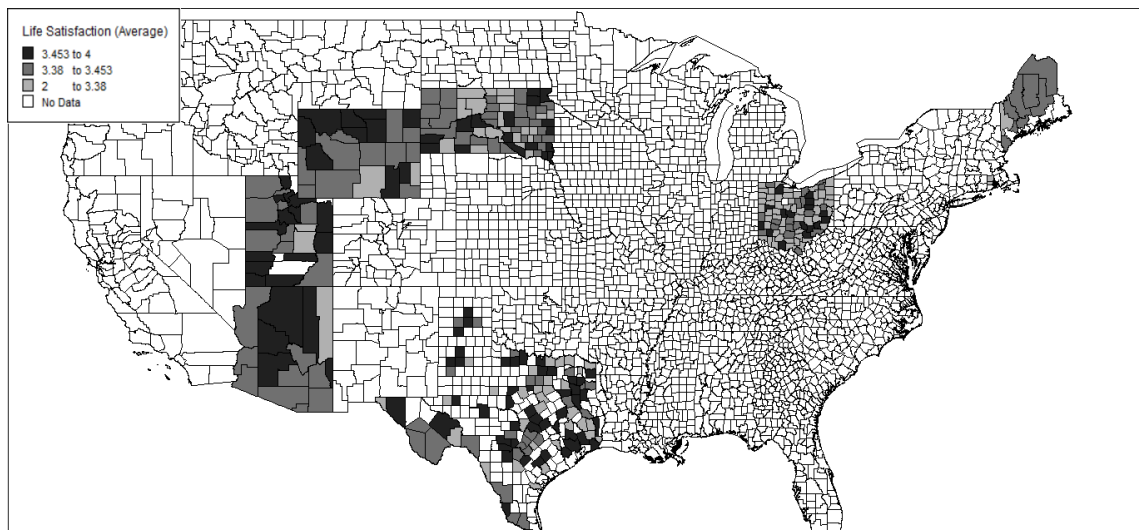 Life Satisfaction (Average)
3.453 to 4
3.38 to 3.453
2 to 3.38
No Data